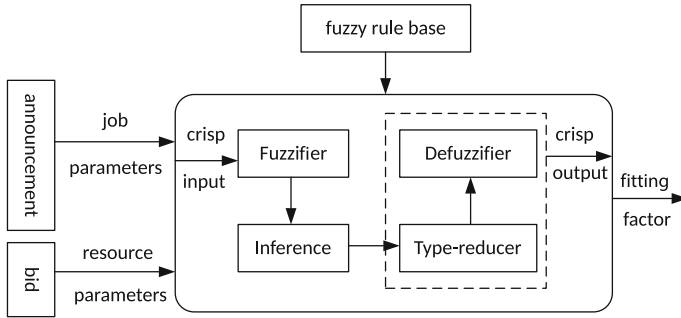 fuzzy rule base
announcement
job
parameters
crisp
input
Fuzzifier
Defuzzifier
crisp
output
fitting
factor
Inference
Type-reducer
bid
resource
parameters